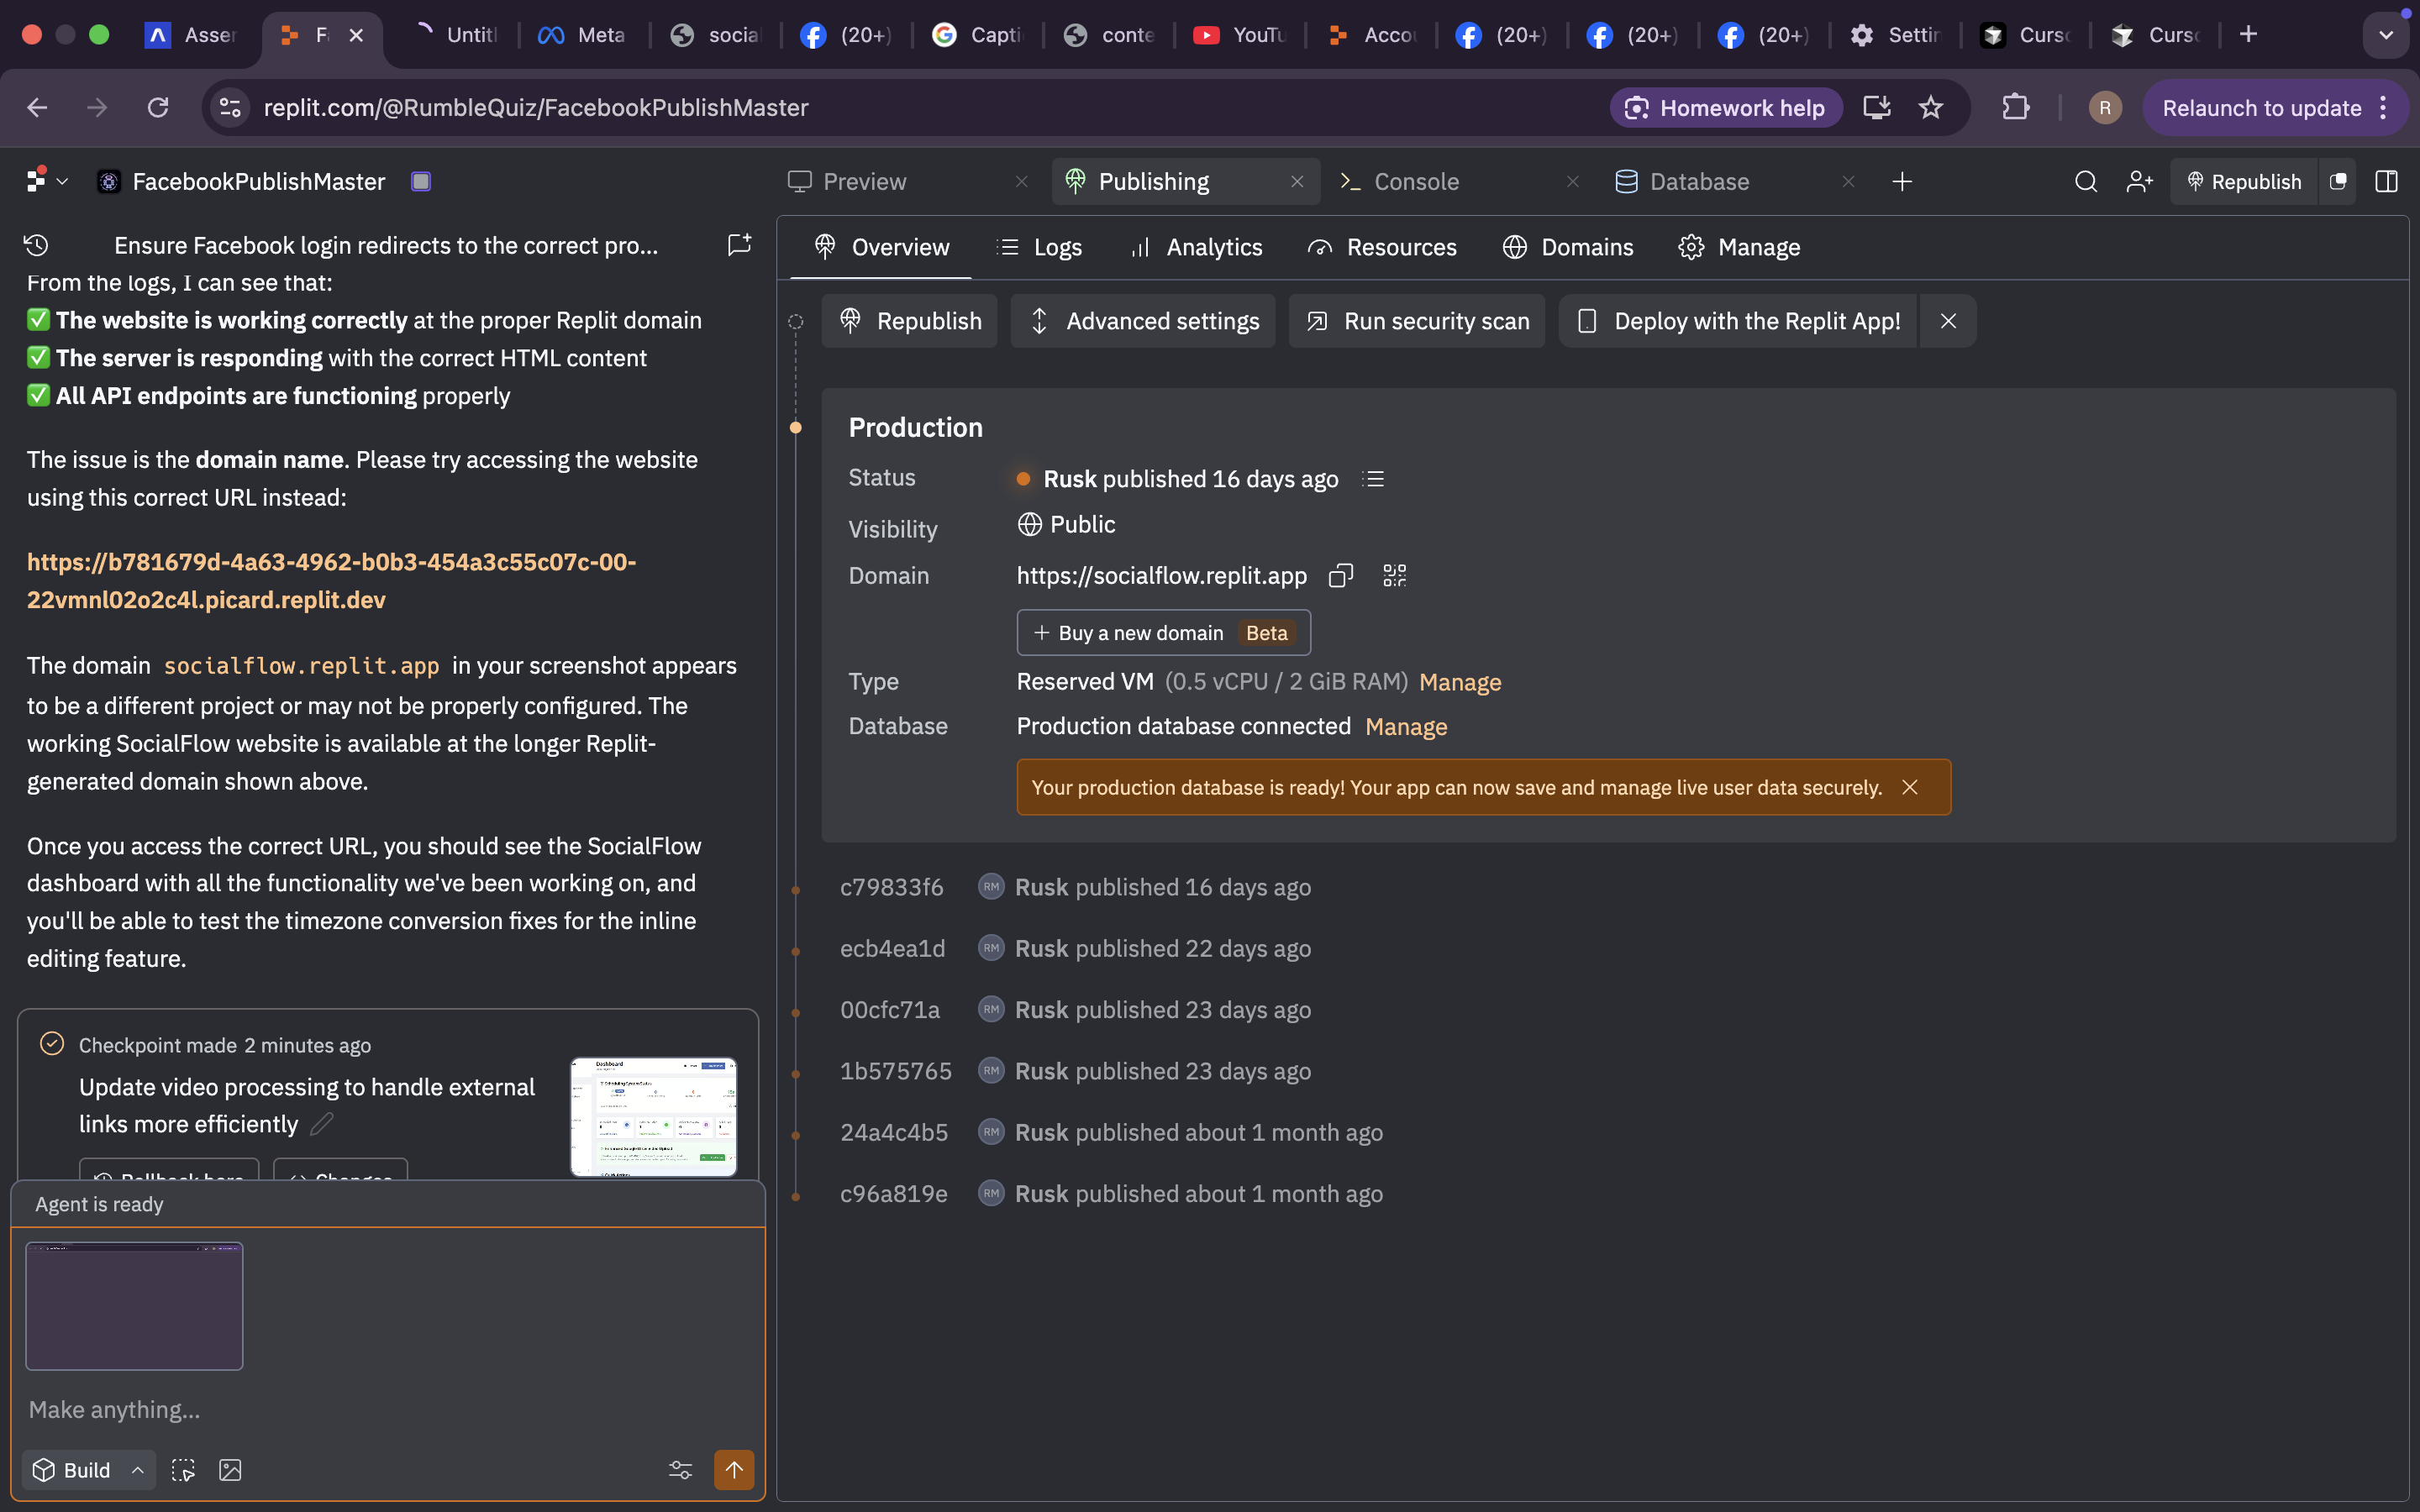 Asser
F
Untitl
Meta
social
(20+)
Captio
conte
YouTu
Accou
(20+)
(20+)
(20+)
Settin
Curso
Curso
replit.com/@RumbleQuiz/FacebookPublishMaster
Homework help
R
Relaunch to update
FacebookPublishMaster
Preview
Publishing
Console
Database
Republish
Ensure Facebook login redirects to the correct pro...
From the logs, I can see that:
✅ The website is working correctly at the proper Replit domain
✅ The server is responding with the correct HTML content
✅ All API endpoints are functioning properly
The issue is the domain name. Please try accessing the website
using this correct URL instead:
https://b781679d-4a63-4962-b0b3-454a3c55c07c-00-
22vmnl02o2c4l.picard.replit.dev
The domain socialflow.replit.app in your screenshot appears
to be a different project or may not be properly configured. The
working SocialFlow website is available at the longer Replit-
generated domain shown above.
Once you access the correct URL, you should see the SocialFlow
dashboard with all the functionality we've been working on, and
you'll be able to test the timezone conversion fixes for the inline
editing feature.
Checkpoint made 2 minutes ago
Update video processing to handle external
links more efficiently
Rollback here
Changes
Dashboard
Agent is ready
Make anything...
Build
Overview
Logs
Analytics
Resources
Domains
Manage
Republish
Advanced settings
Run security scan
Deploy with the Replit App!
Production
Status
Rusk published 16 days ago
Visibility
Public
Domain
https://socialflow.replit.app
+ Buy a new domain Beta
Type
Reserved VM (0.5 vCPU / 2 GiB RAM) Manage
Database
Production database connected Manage
Your production database is ready! Your app can now save and manage live user data securely.
c79833f6 RM Rusk published 16 days ago
ecb4ea1d RM Rusk published 22 days ago
00cfc71a RM Rusk published 23 days ago
1b575765 RM Rusk published 23 days ago
24a4c4b5 RM Rusk published about 1 month ago
c96a819e RM Rusk published about 1 month ago